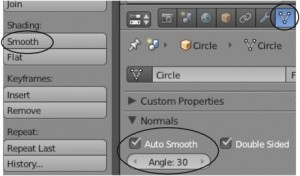 Join
Shading:
Smooth
Flat
Keyframes:
Insert
Remove
Repeat:
Repeat Last
History...
Circle
Circle
Circle
F
Custom Properties
Normals
Auto Smooth
Double Sided
Angle: 30